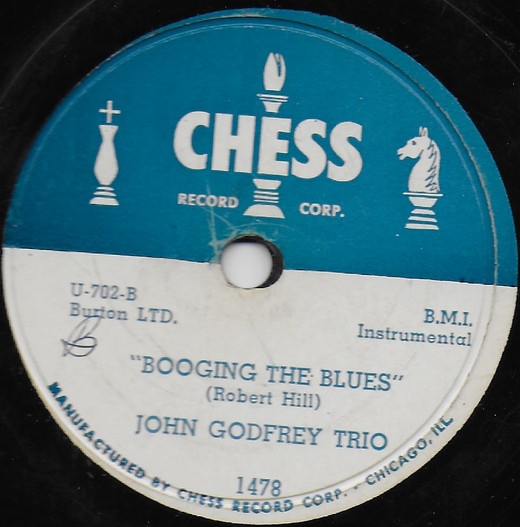 CHESS
RECORD CORP.
U-702-B
Burton LTD.
B.M.I.
Instrumental
"BOOGING THE BLUES"
(Robert Hill)
JOHN GODFREY TRIO
1478
MANUFACTURED BY CHESS RECORD CORP. - CHICAGO, ILL